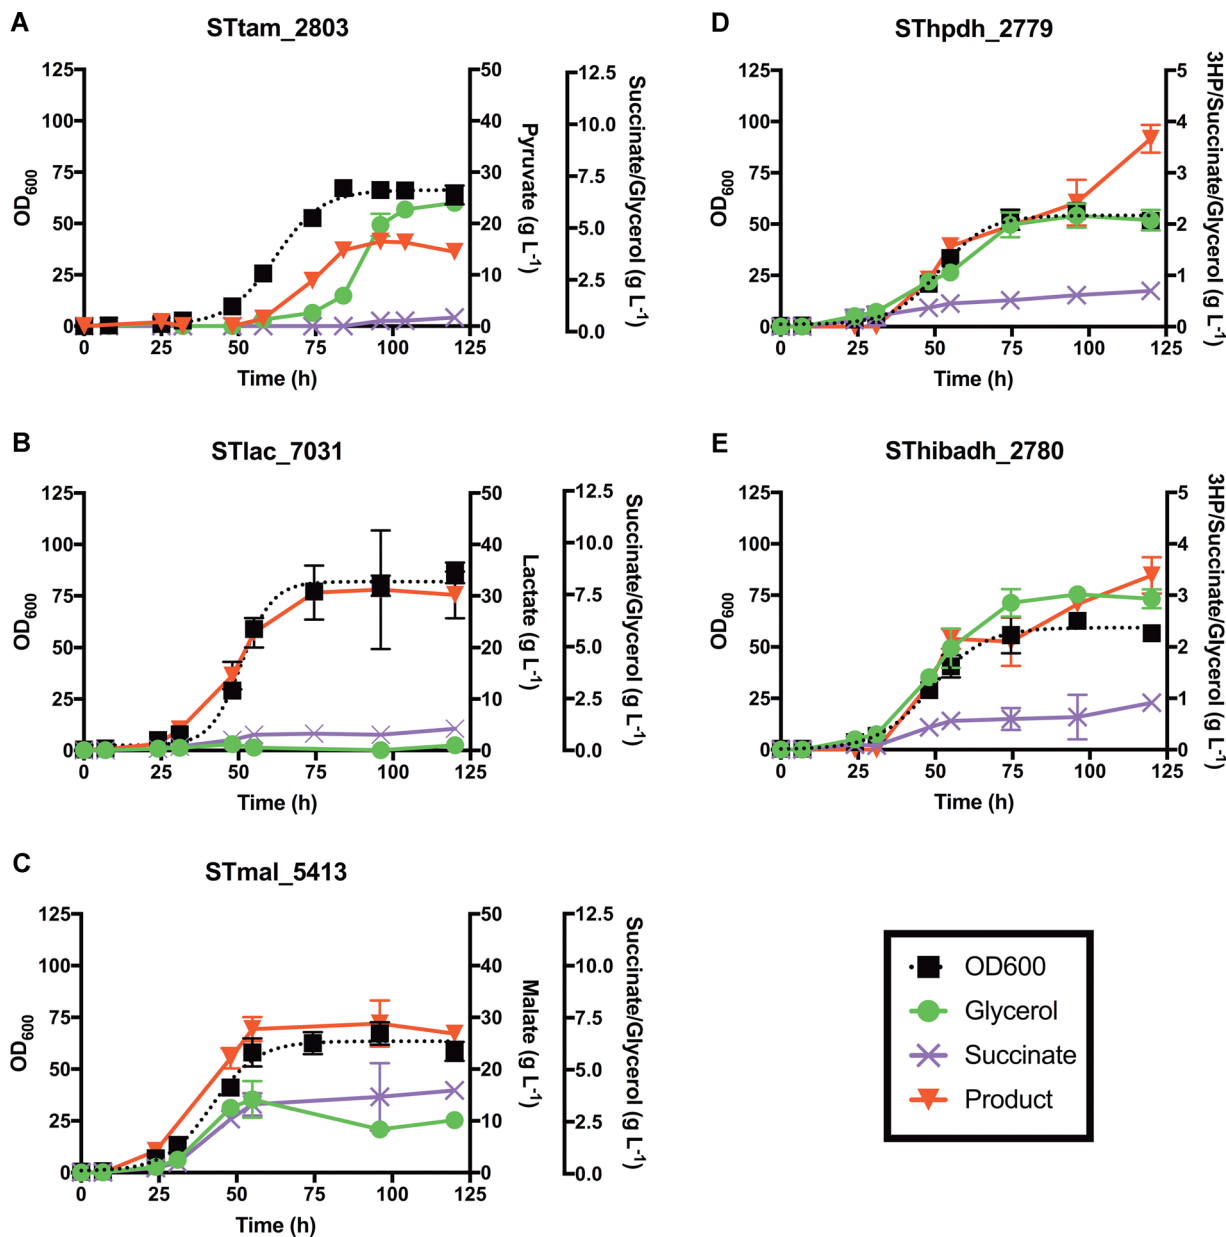 A
STtam_2803
125
100
75
50
25
0
OD600
50
40
30
20
10
0
Pyruvate (g L-1)
12.5
10.0
7.5
5.0
2.5
0.0
Succinate/Glycerol (g L-1)
0 25 50 75 100 125
Time (h)
D
SThpdh_2779
125
100
75
50
25
0
OD600
5
4
3
2
1
0
3HP/Succinate/Glycerol (g L-1)
0 25 50 75 100 125
Time (h)
B
STlac_7031
125
100
75
50
25
0
OD600
50
40
30
20
10
0
Lactate (g L-1)
12.5
10.0
7.5
5.0
2.5
0.0
Succinate/Glycerol (g L-1)
0 25 50 75 100 125
Time (h)
E
SThibadh_2780
125
100
75
50
25
0
OD600
5
4
3
2
1
0
3HP/Succinate/Glycerol (g L-1)
0 25 50 75 100 125
Time (h)
C
STmal_5413
125
100
75
50
25
0
OD600
50
40
30
20
10
0
Malate (g L-1)
12.5
10.0
7.5
5.0
2.5
0.0
Succinate/Glycerol (g L-1)
0 25 50 75 100 125
Time (h)
OD600
Glycerol
Succinate
Product